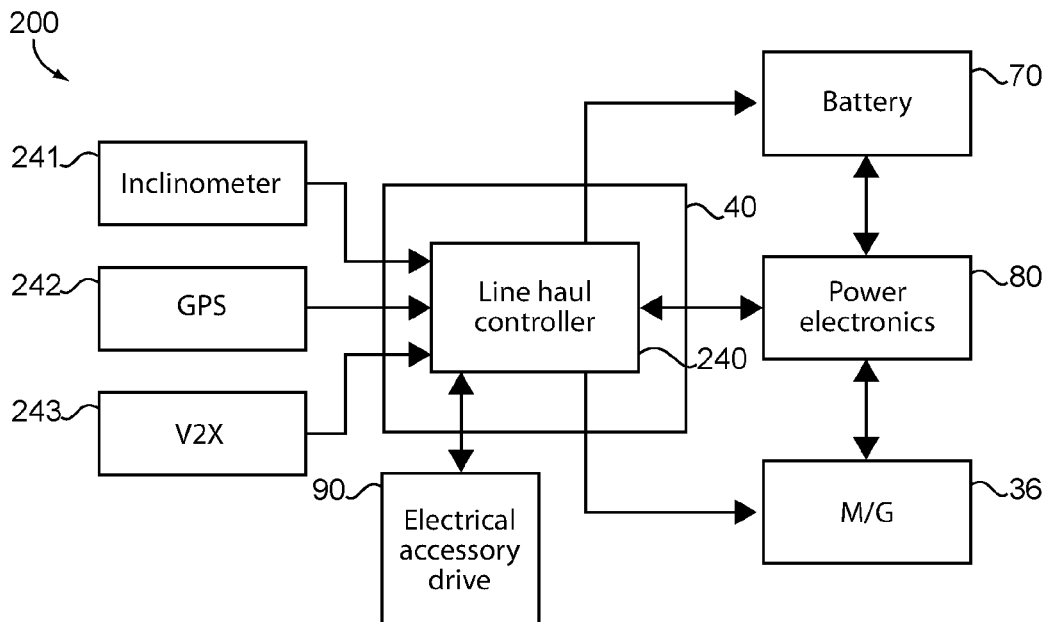 200
70
Battery
241
Inclinometer
40
242
GPS
Line haul
controller
Power
electronics
80
240
243
V2X
90
Electrical
accessory
drive
M/G
36